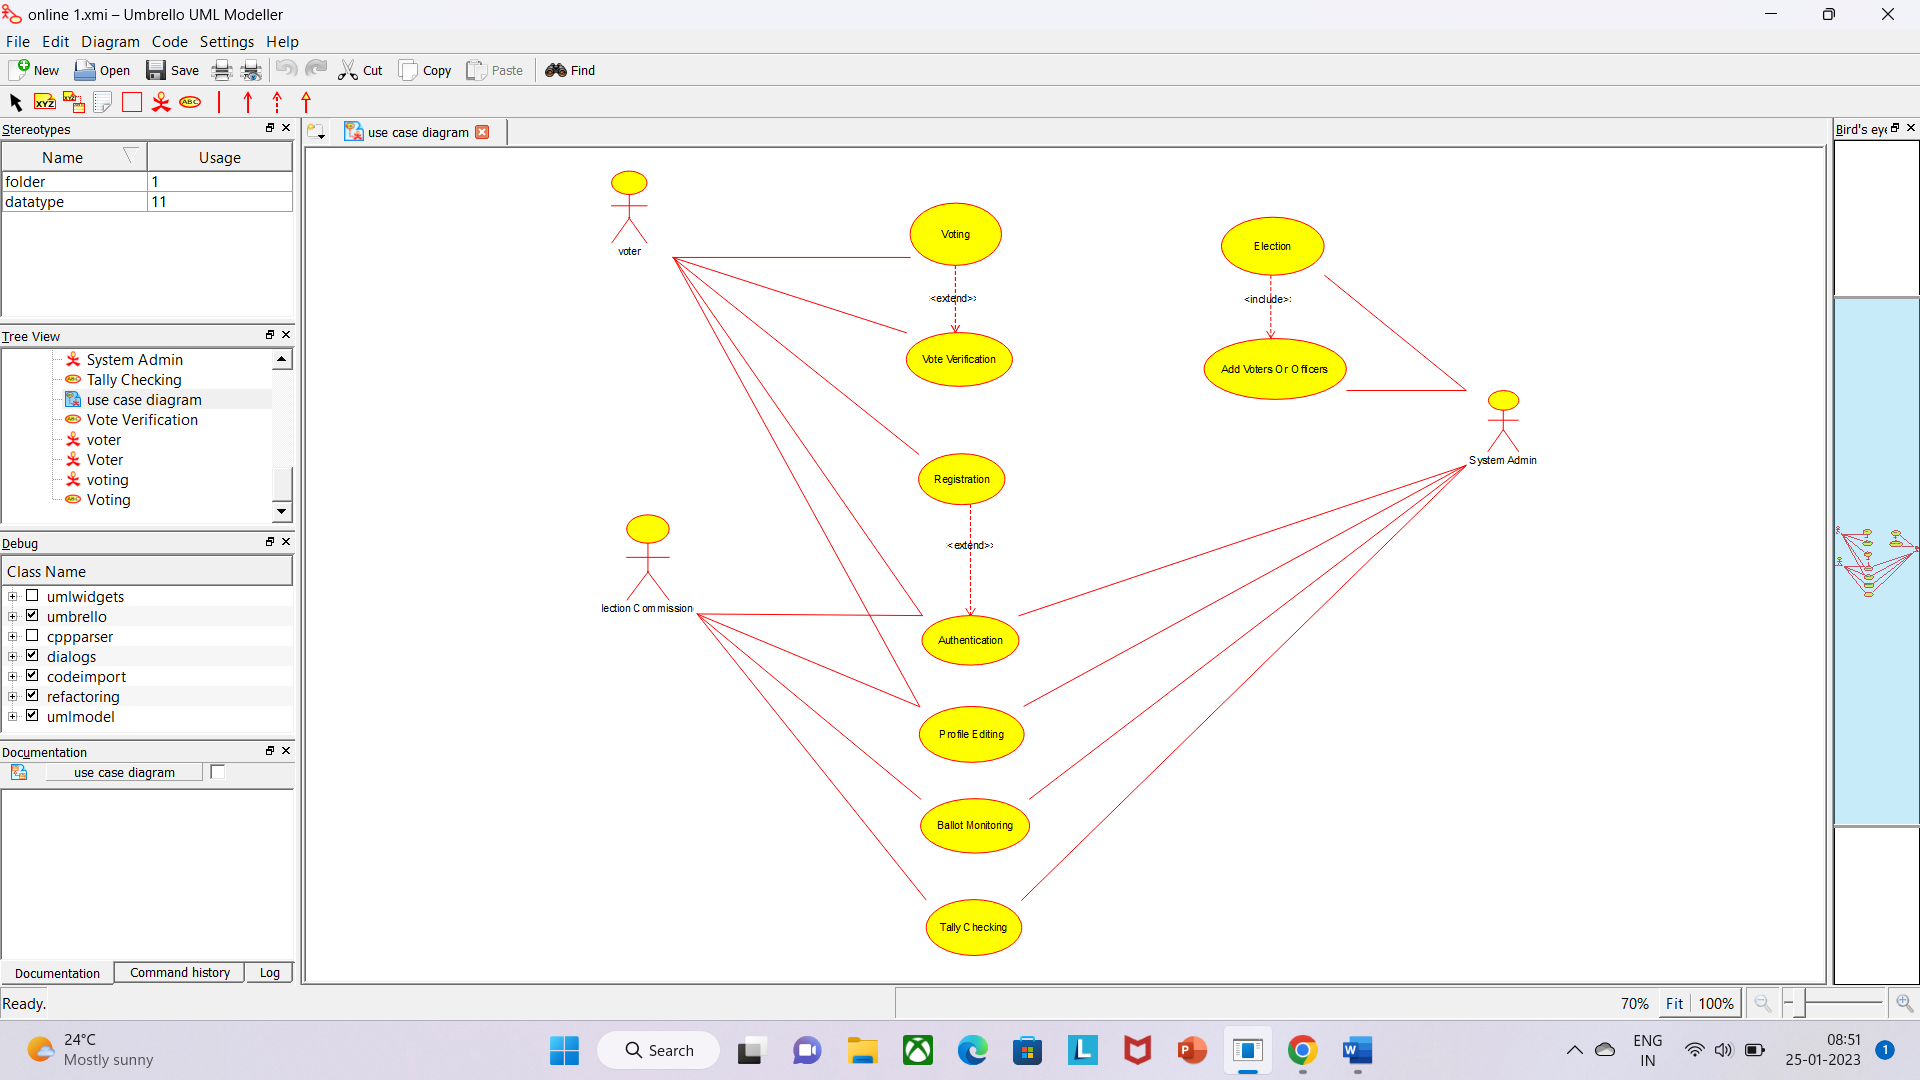 online 1.xmi – Umbrello UML Modeller
File Edit Diagram Code Settings Help
New Open Save Cut Copy Paste Find
XYZ XYZ ABC
Stereotypes
Name Usage
folder 1
datatype 11
Tree View
System Admin
Tally Checking
use case diagram
Vote Verification
voter
Voter
voting
Voting
Debug
Class Name
umlwidgets
umbrello
cppparser
dialogs
codeimport
refactoring
umlmodel
Documentation
use case diagram
Documentation Command history Log
Ready.
use case diagram
voter
Voting
<extend>
Vote Verification
Election
<include>
Add Voters Or Officers
System Admin
Registration
<extend>
lection Commission
Authentication
Profile Editing
Ballot Monitoring
Tally Checking
Bird's eye
70% Fit 100%
24°C
Mostly sunny
Search
ENG
IN
08:51
25-01-2023
1